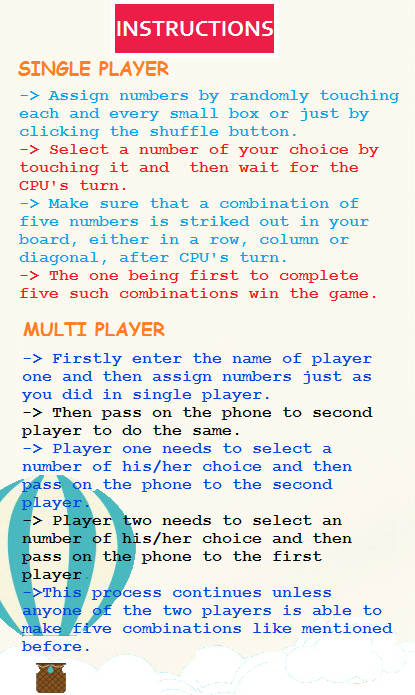 INSTRUCTIONS
SINGLE PLAYER
-> Assign numbers by randomly touching
each and every small box or just by
clicking the shuffle button.
-> Select a number of your choice by
touching it and  then wait for the
CPU's turn.
-> Make sure that a combination of
five numbers is striked out in your
board, either in a row, column or
diagonal, after CPU's turn.
-> The one being first to complete
five such combinations win the game.
MULTI PLAYER
-> Firstly enter the name of player
one and then assign numbers just as
you did in single player.
-> Then pass on the phone to second
player to do the same.
-> Player one needs to select a
number of his/her choice and then
pass on the phone to the second
player.
-> Player two needs to select an
number of his/her choice and then
pass on the phone to the first
player.
->This process continues unless
anyone of the two players is able to
make five combinations like mentioned
before.